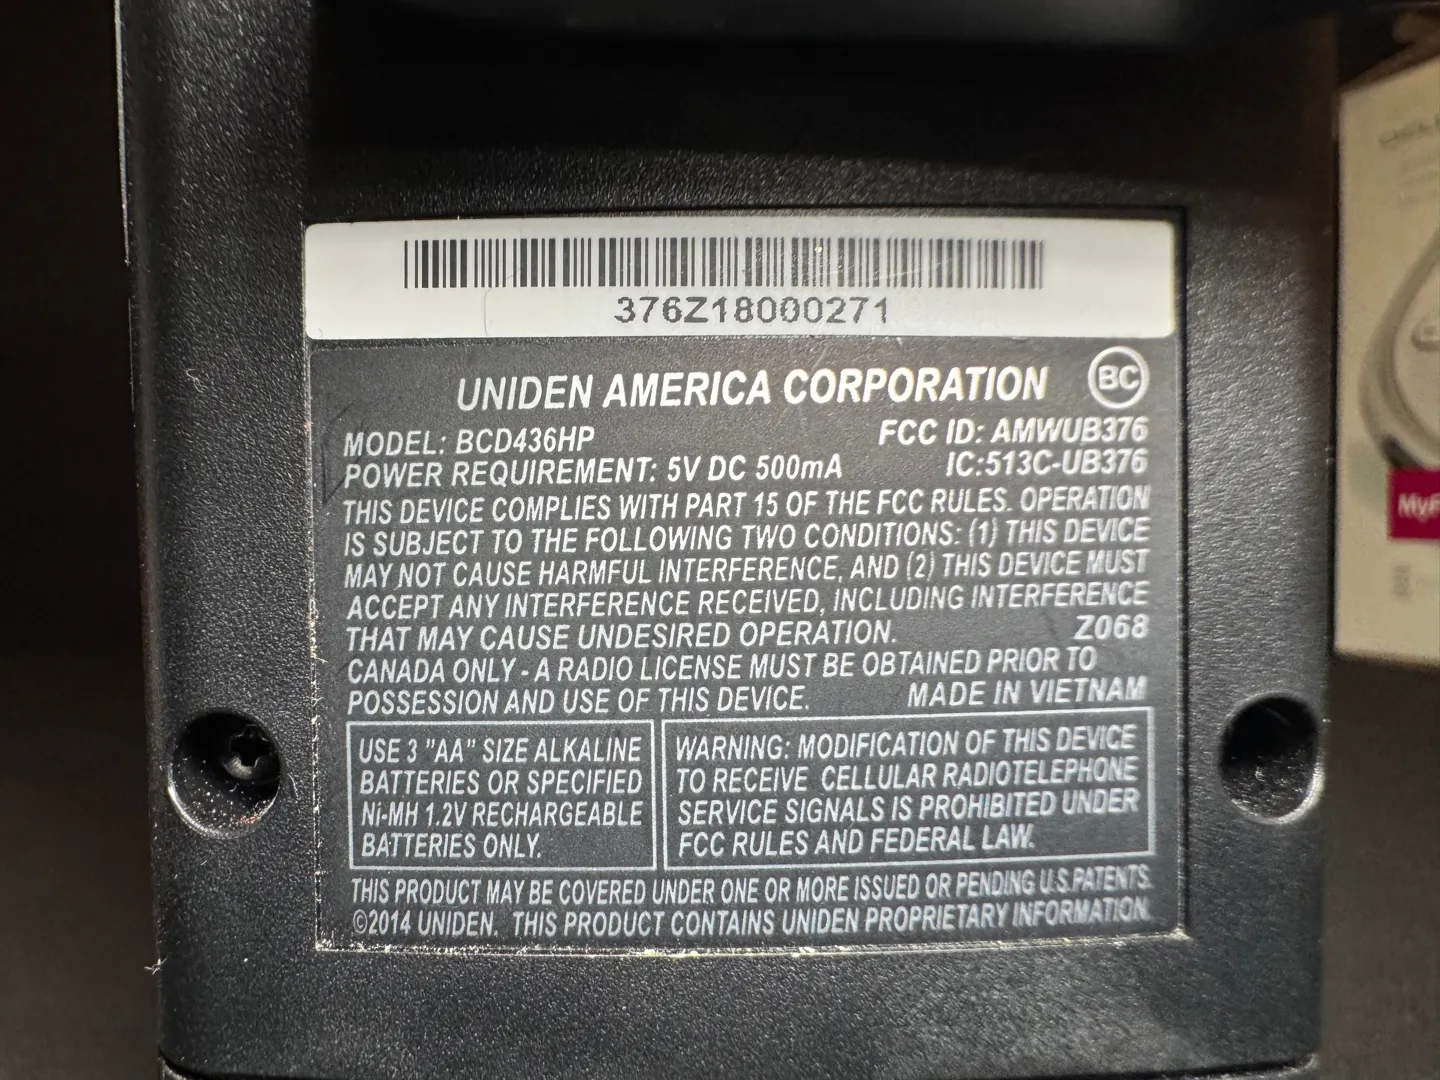 376Z18000271
UNIDEN AMERICA CORPORATION BC
MODEL: BCD436HP FCC ID: AMWUB376
POWER REQUIREMENT: 5V DC 500mA IC:513C-UB376
THIS DEVICE COMPLIES WITH PART 15 OF THE FCC RULES. OPERATION
IS SUBJECT TO THE FOLLOWING TWO CONDITIONS: (1) THIS DEVICE
MAY NOT CAUSE HARMFUL INTERFERENCE, AND (2) THIS DEVICE MUST
ACCEPT ANY INTERFERENCE RECEIVED, INCLUDING INTERFERENCE
THAT MAY CAUSE UNDESIRED OPERATION. Z068
CANADA ONLY - A RADIO LICENSE MUST BE OBTAINED PRIOR TO
POSSESSION AND USE OF THIS DEVICE. MADE IN VIETNAM
USE 3 "AA" SIZE ALKALINE
BATTERIES OR SPECIFIED
Ni-MH 1.2V RECHARGEABLE
BATTERIES ONLY.
WARNING: MODIFICATION OF THIS DEVICE
TO RECEIVE CELLULAR RADIOTELEPHONE
SERVICE SIGNALS IS PROHIBITED UNDER
FCC RULES AND FEDERAL LAW.
THIS PRODUCT MAY BE COVERED UNDER ONE OR MORE ISSUED OR PENDING U.S.PATENTS.
©2014 UNIDEN. THIS PRODUCT CONTAINS UNIDEN PROPRIETARY INFORMATION.